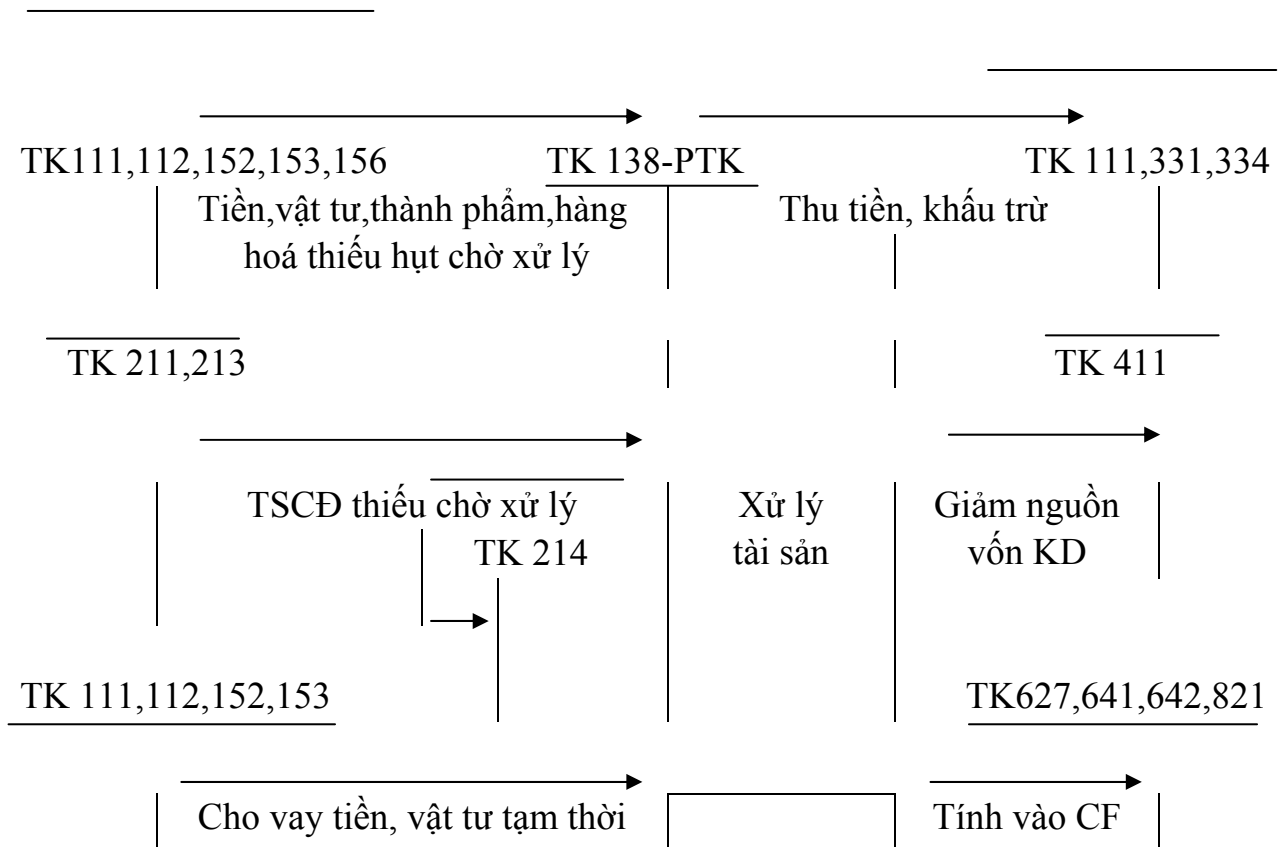 TK111,112,152,153,156 TK 138-PTK TK 111,331,334
Tiền,vật tư,thành phẩm,hàng Thu tiền, khấu trừ
hoá thiếu hụt chờ xử lý
TK 211,213 TK 411
TSCĐ thiếu chờ xử lý Xử lý Giảm nguồn
TK 214 tài sản vốn KD
TK 111,112,152,153 TK627,641,642,821
Cho vay tiền, vật tư tạm thời Tính vào CF